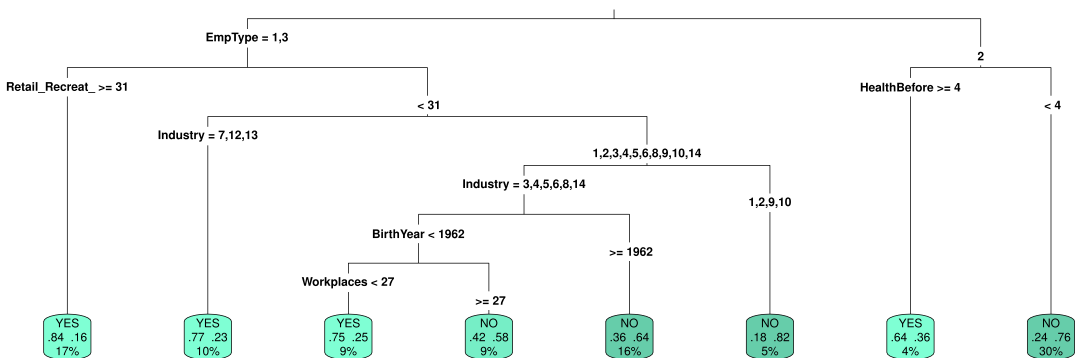 EmpType = 1,3
2
Retail_Recreat_ >= 31
HealthBefore >= 4
< 31
< 4
Industry = 7,12,13
1,2,3,4,5,6,8,9,10,14
Industry = 3,4,5,6,8,14
1,2,9,10
BirthYear < 1962
>= 1962
Workplaces < 27
>= 27
YES YES YES NO NO NO YES NO
.84 .16 .77 .23 .75 .25 .42 .58 .36 .64 .18 .82 .64 .36 .24 .76
17% 10% 9% 9% 16% 5% 4% 30%